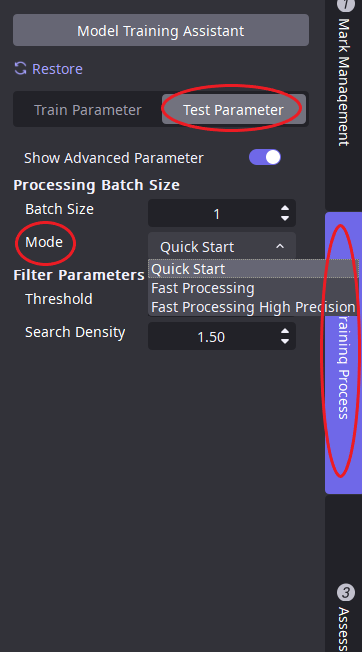 Model Training Assistant
Restore
Train Parameter
Test Parameter
Show Advanced Parameter
Processing Batch Size
Batch Size
1
Mode
Quick Start
Quick Start
Fast Processing
Fast Processing High Precision
Filter Parameters
Threshold
Search Density
1.50
1
Mark Management
raining Process
3
Assess